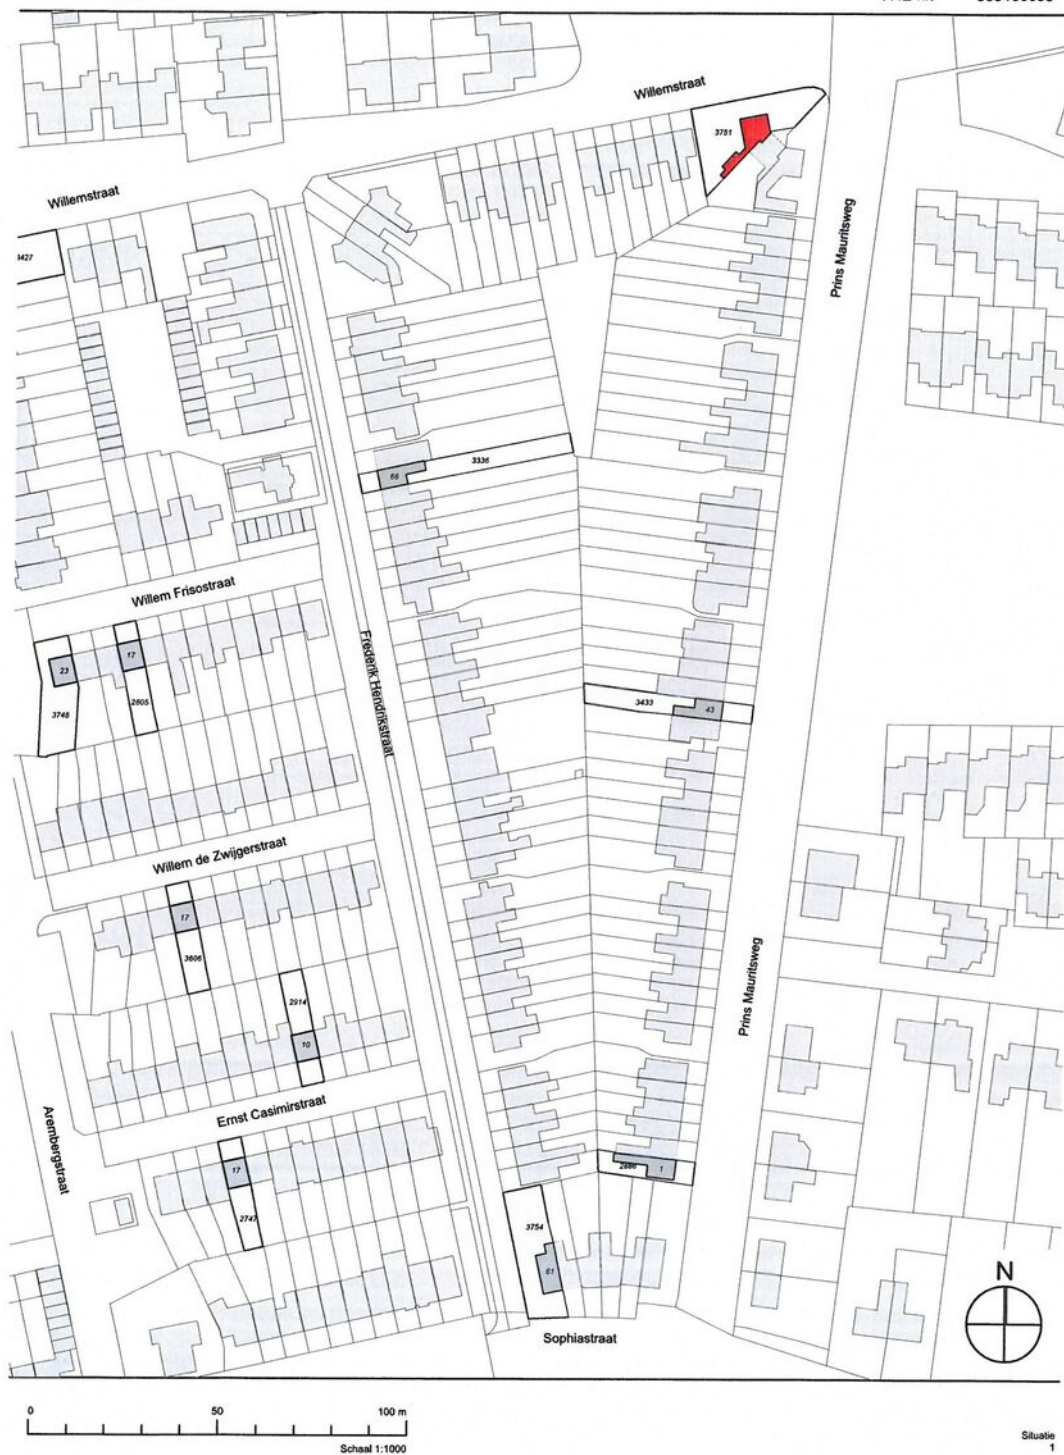 Willemstraat
3751
Willemstraat
Prins Mauritsweg
3336
66
Willem Frisostraat
23
17
2805
3748
Frederik Hendrikstraat
3433
43
Willem de Zwijgerstraat
17
3606
2914
10
Prins Mauritsweg
Ernst Casimirstraat
Arembergstraat
17
2747
2886
1
3754
61
N
Sophiastraat
0
50
100 m
Schaal 1:1000
Situatie
1